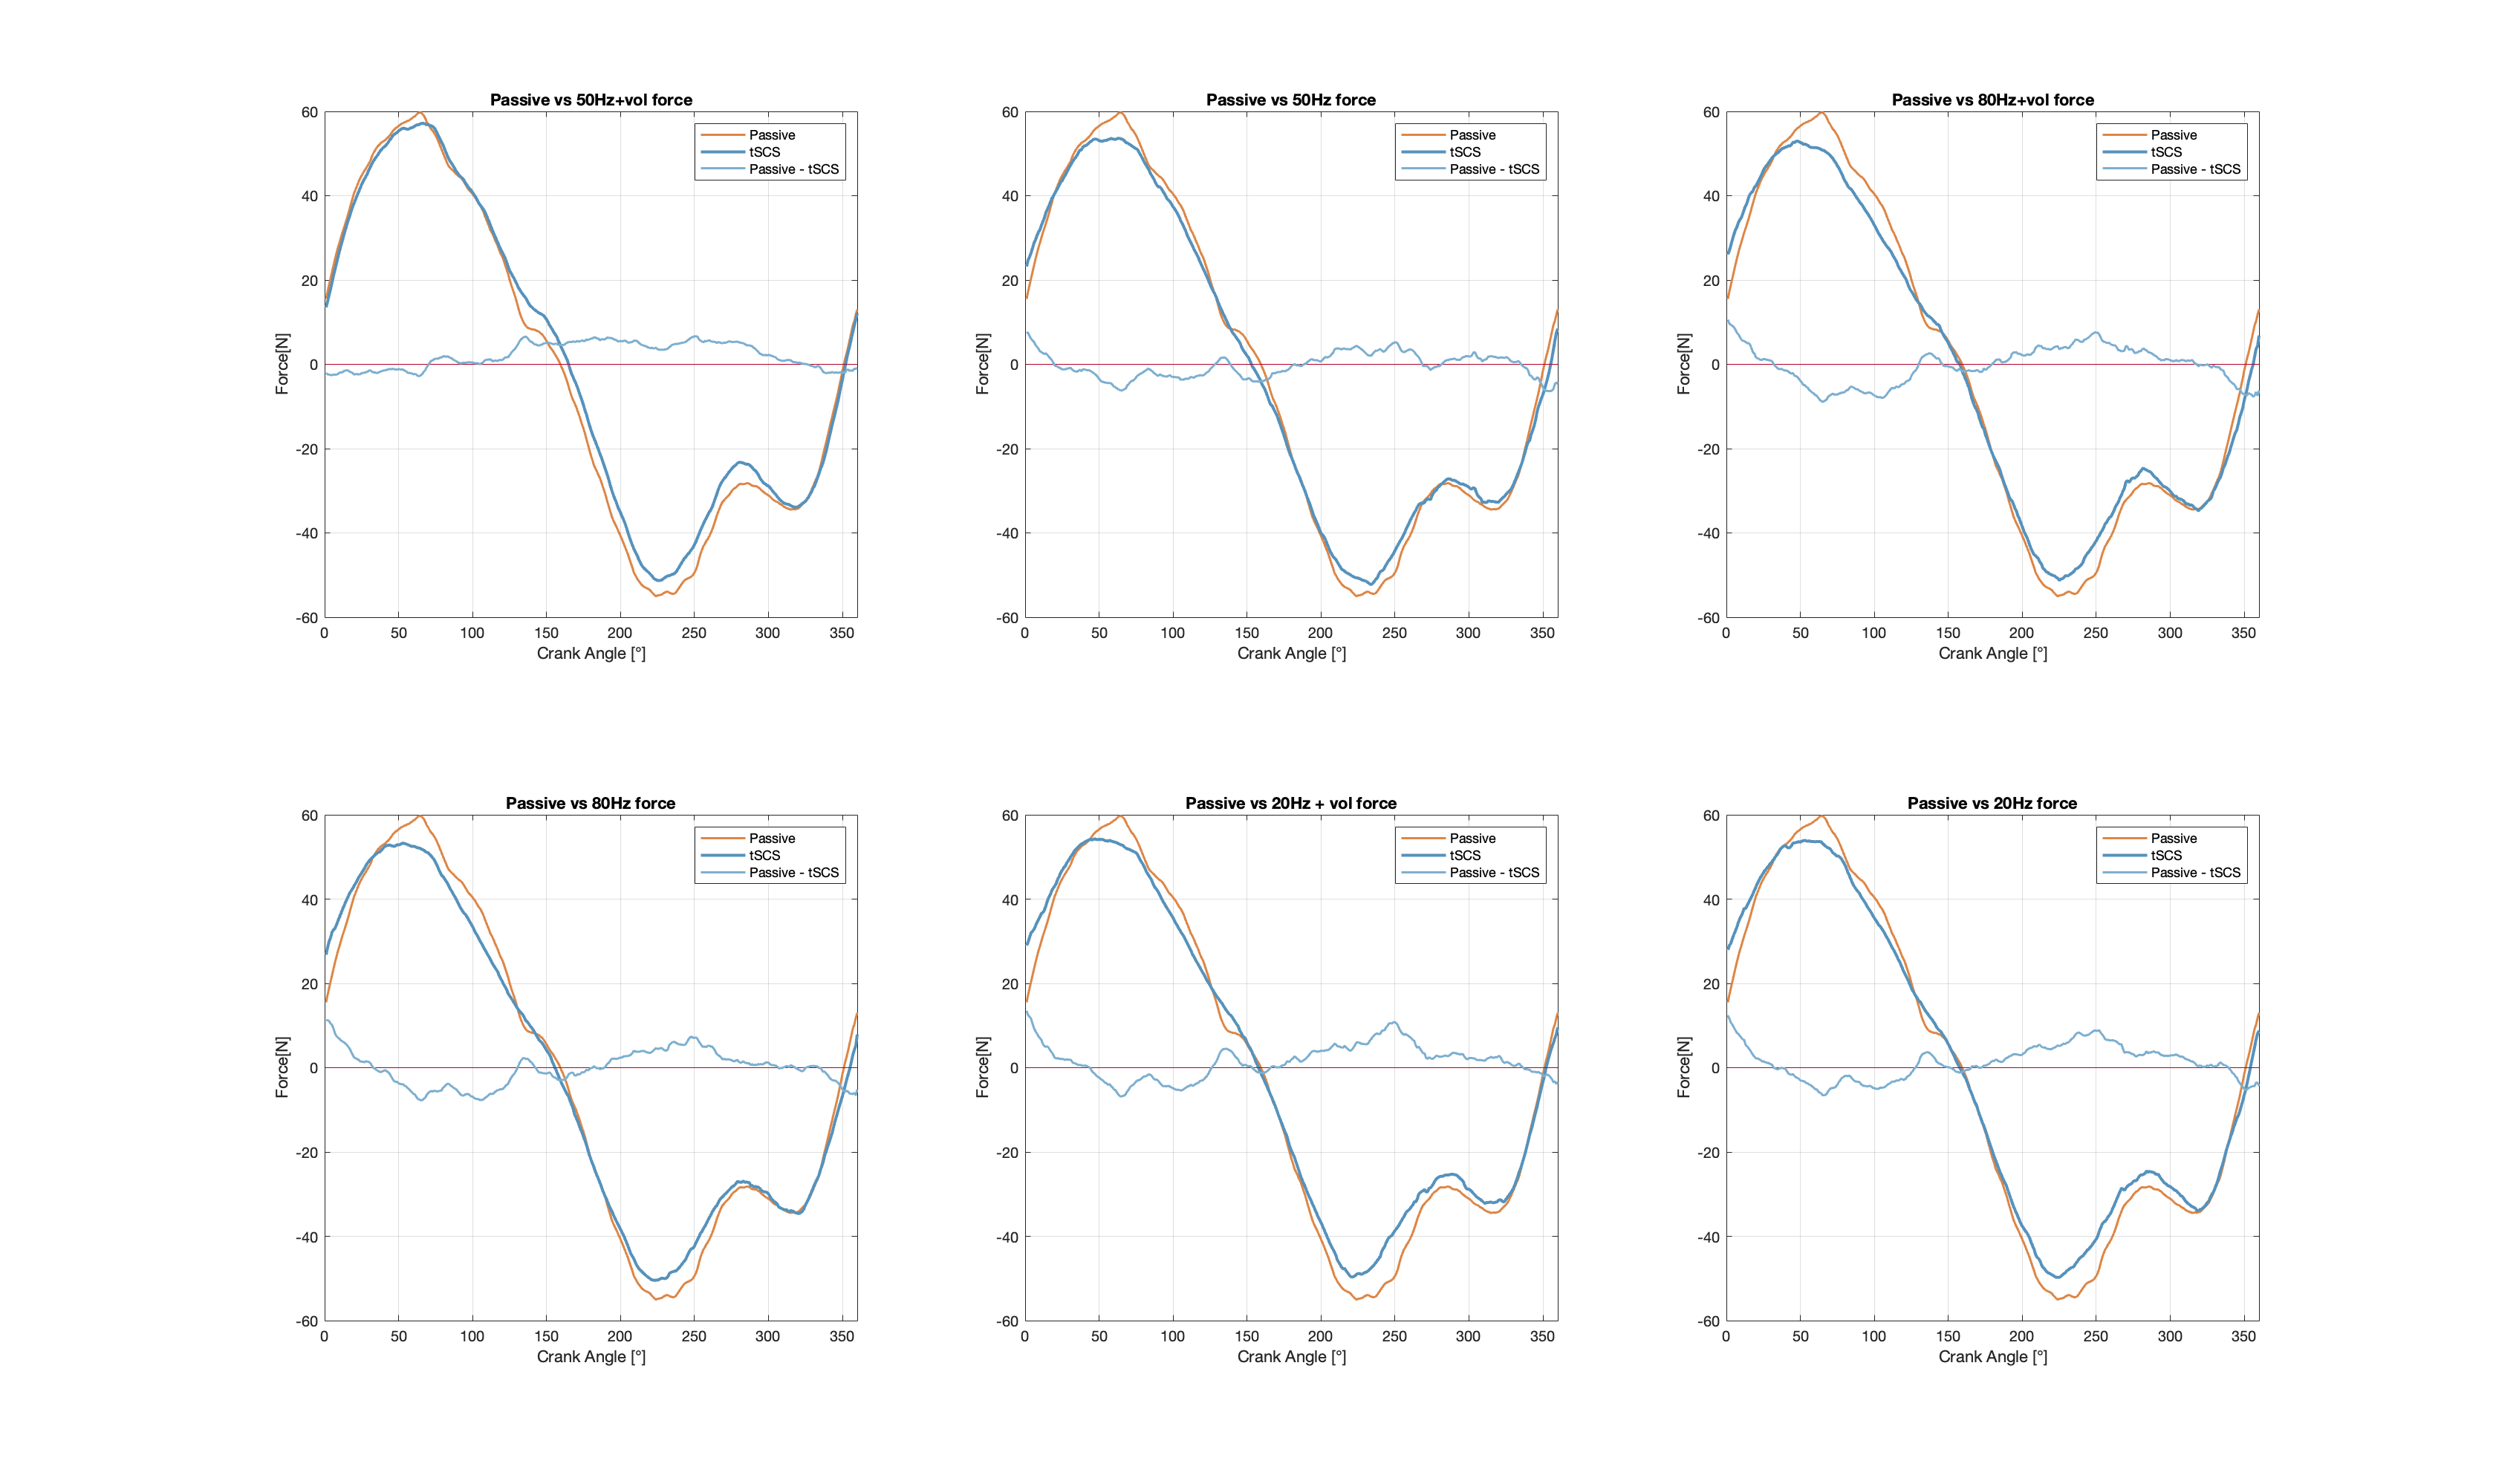 Passive vs 50Hz+vol force
Passive
tSCS
Passive - tSCS
60
40
20
0
-20
-40
-60
Force[N]
0 50 100 150 200 250 300 350
Crank Angle [°]
Passive vs 50Hz force
Passive
tSCS
Passive - tSCS
60
40
20
0
-20
-40
-60
Force[N]
0 50 100 150 200 250 300 350
Crank Angle [°]
Passive vs 80Hz+vol force
Passive
tSCS
Passive - tSCS
60
40
20
0
-20
-40
-60
Force[N]
0 50 100 150 200 250 300 350
Crank Angle [°]
Passive vs 80Hz force
Passive
tSCS
Passive - tSCS
60
40
20
0
-20
-40
-60
Force[N]
0 50 100 150 200 250 300 350
Crank Angle [°]
Passive vs 20Hz + vol force
Passive
tSCS
Passive - tSCS
60
40
20
0
-20
-40
-60
Force[N]
0 50 100 150 200 250 300 350
Crank Angle [°]
Passive vs 20Hz force
Passive
tSCS
Passive - tSCS
60
40
20
0
-20
-40
-60
Force[N]
0 50 100 150 200 250 300 350
Crank Angle [°]